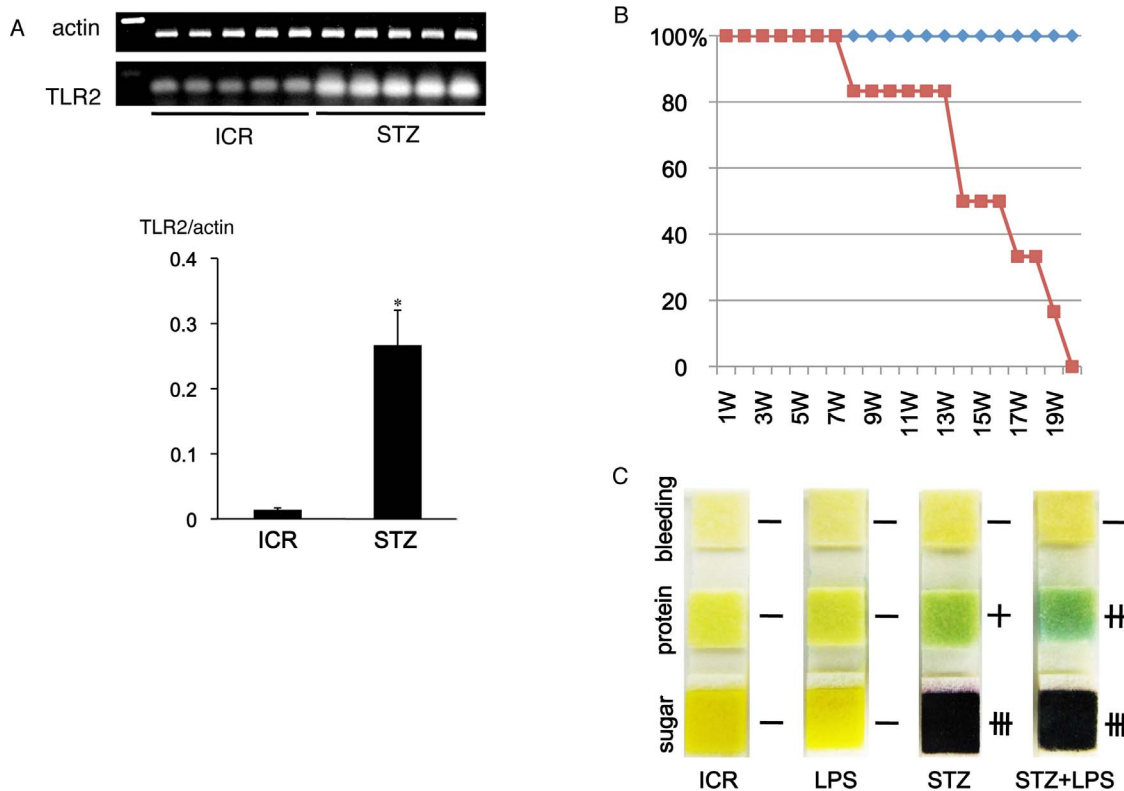 A
actin
TLR2
ICR STZ
TLR2/actin
0.4
0.3
*
0.2
0.1
0
ICR STZ
B
100%
80
60
40
20
0
1W 3W 5W 7W 9W 11W 13W 15W 17W 19W
C
bleeding
− − − −
protein
− − + ++
sugar
− − +++ +++
ICR LPS STZ STZ+LPS